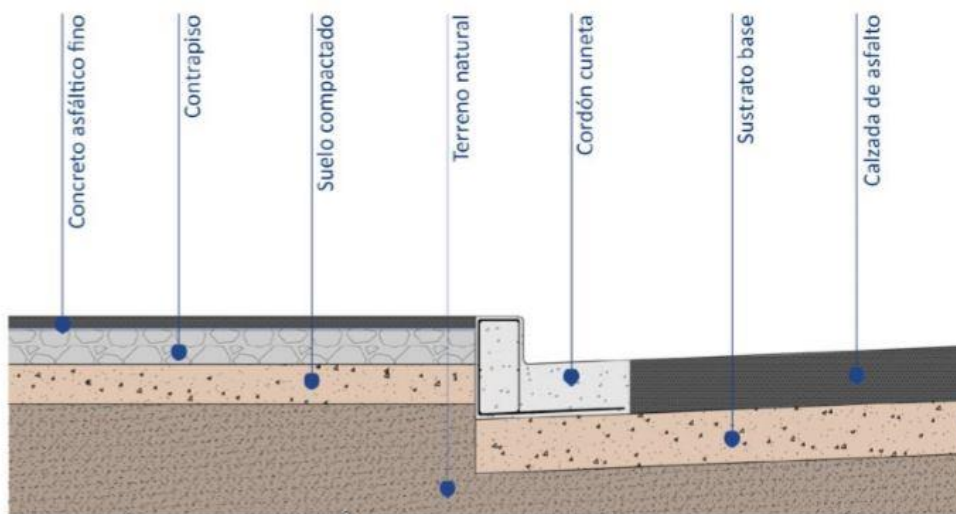 Concreto asfáltico fino
Contrapiso
Suelo compactado
Terreno natural
Cordón cuneta
Sustrato base
Calzada de asfalto